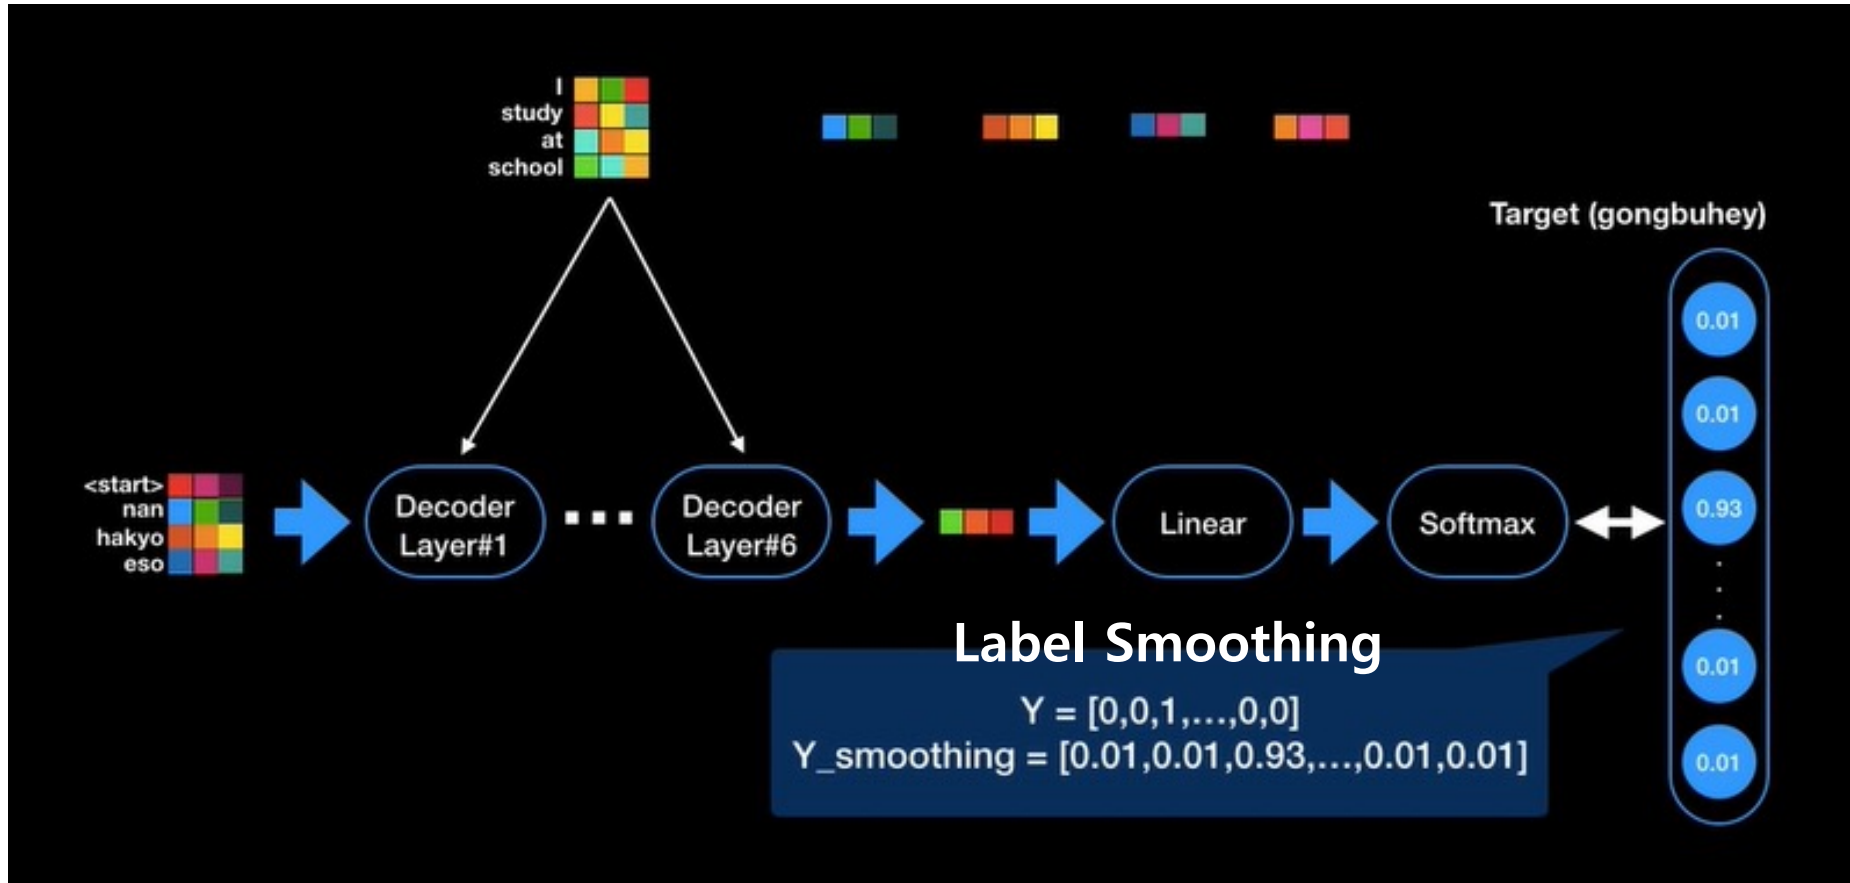 I
study
at
school
Target (gongbuhey)
0.01
0.01
0.93
0.01
0.01
<start>
nan
hakyo
eso
Decoder
Layer#1
Decoder
Layer#6
Linear
Softmax
Label Smoothing
Y = [0,0,1,...,0,0]
Y_smoothing = [0.01,0.01,0.93,...,0.01,0.01]